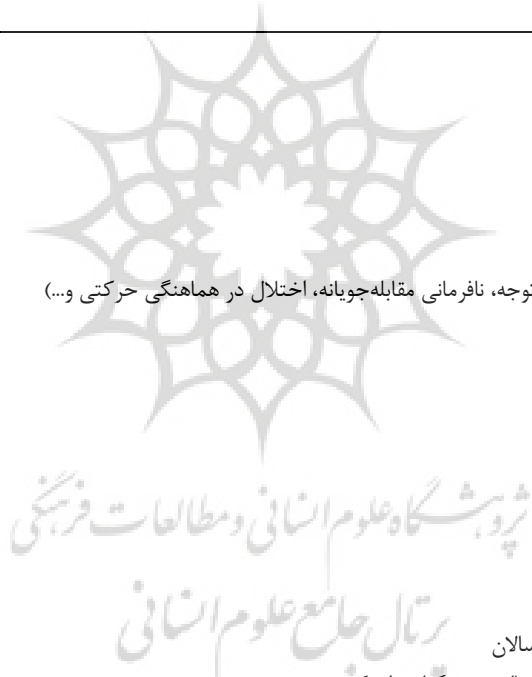 توجه، نافرمانی مقابله‌جویانه، اختلال در هماهنگی حرکتی و...)
پژوهشگاه علوم انسانی و مطالعات فرهنگی
پرتال جامع علوم انسانی
سالان